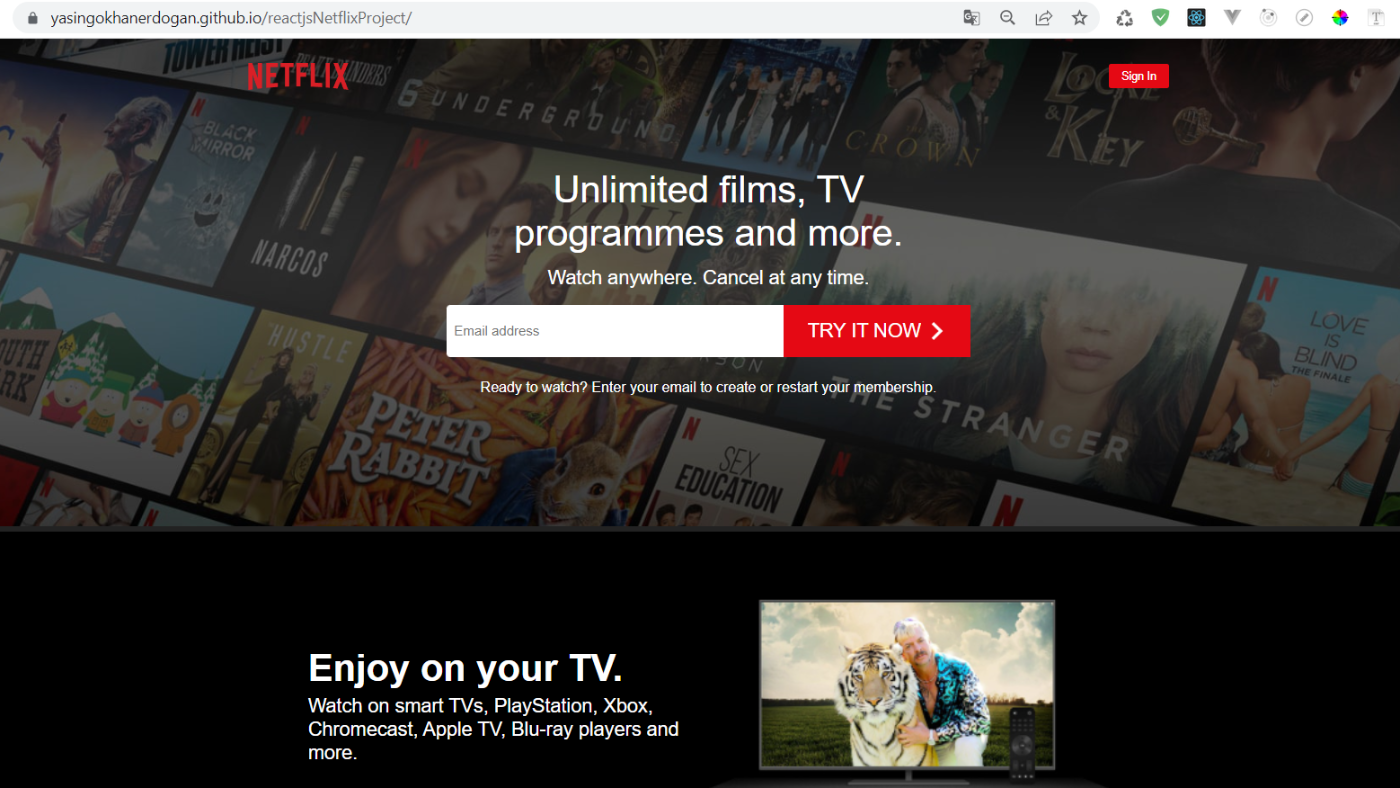 yasingokhanerdogan.github.io/reactjsNetflixProject/
TOWER HEIST
PEAKY BLINDERS
NETFLIX
Sign In
6 UNDERGROUND
THE CROWN
LOCKE
& KEY
BLACK
MIRROR
NARCOS
YOU
Unlimited films, TV
programmes and more.
Watch anywhere. Cancel at any time.
Email address
TRY IT NOW
Ready to watch? Enter your email to create or restart your membership.
HUSTLE
LOVE
IS
BLIND
THE FINALE
SOUTH
PARK
PETER
RABBIT
THE STRANGER
SEX
EDUCATION
Enjoy on your TV.
Watch on smart TVs, PlayStation, Xbox,
Chromecast, Apple TV, Blu-ray players and
more.